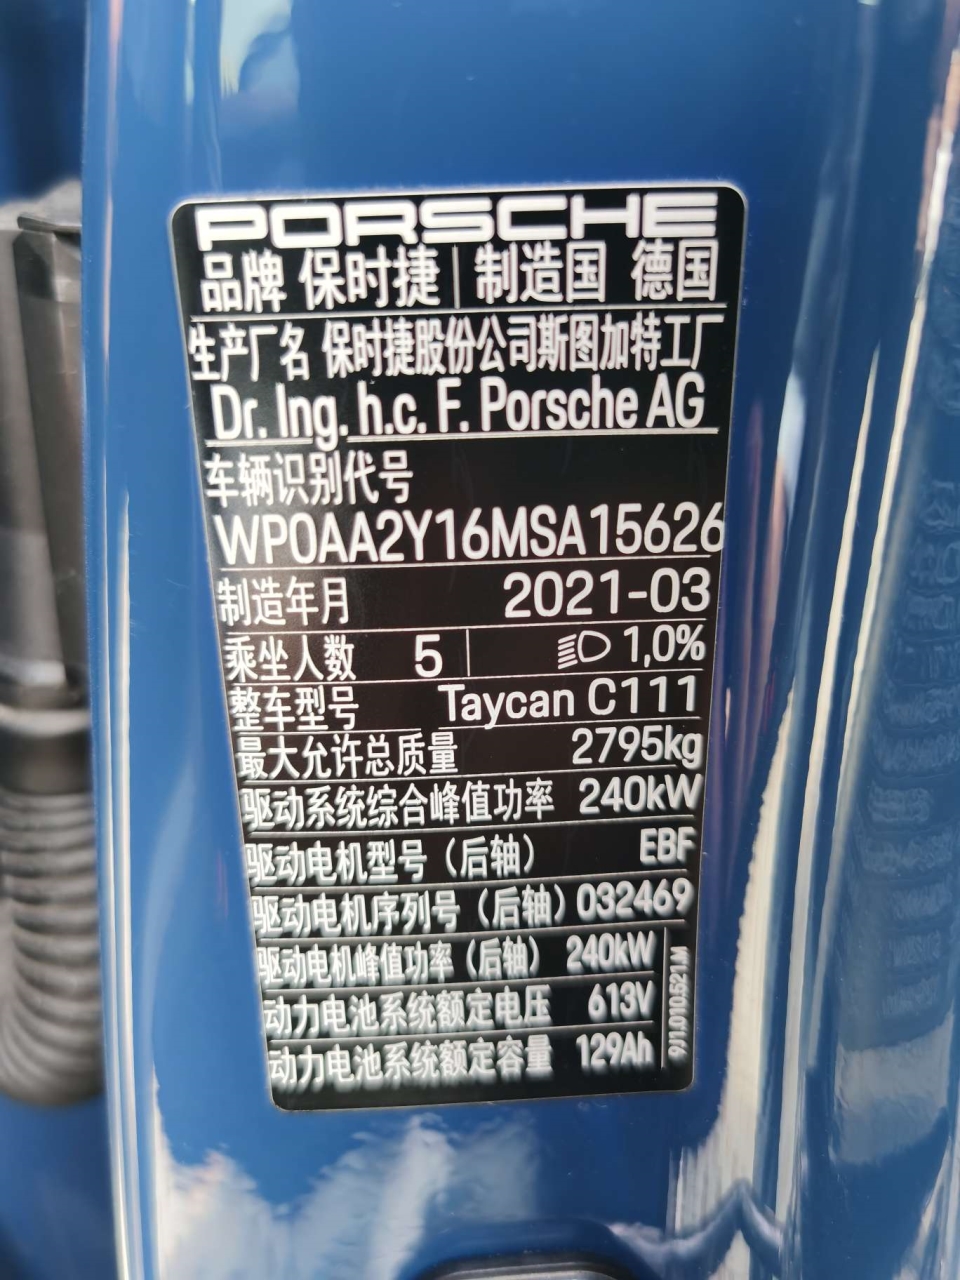 PORSCHE
品牌 保时捷 | 制造国 德国
生产厂名 保时捷股份公司斯图加特工厂
Dr. Ing. h.c. F. Porsche AG
车辆识别代号
WP0AA2Y16MSA15626
制造年月 2021-03
乘坐人数 5 | 1,0%
整车型号 Taycan C111
最大允许总质量 2795kg
驱动系统综合峰值功率 240kW
驱动电机型号（后轴） EBF
驱动电机序列号（后轴） 032469
驱动电机峰值功率（后轴） 240kW
动力电池系统额定电压 613V
动力电池系统额定容量 129Ah
9J1.010.521.M